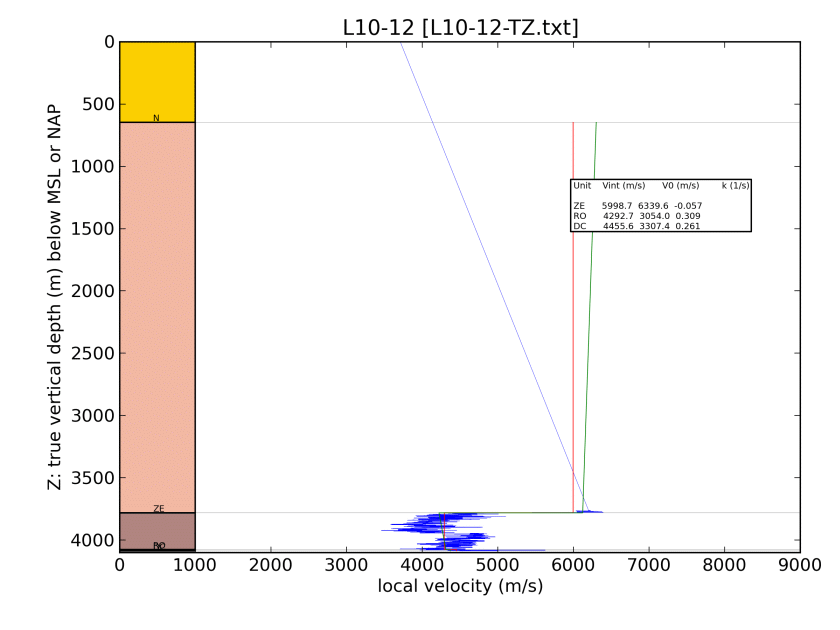 L10-12 [L10-12-TZ.txt]
0
500
1000
1500
2000
2500
3000
3500
4000
Z: true vertical depth (m) below MSL or NAP
N
ZE
RO
Unit Vint (m/s) V0 (m/s) k (1/s)
ZE 5998.7 6339.6 -0.057
RO 4292.7 3054.0 0.309
DC 4455.6 3307.4 0.261
0 1000 2000 3000 4000 5000 6000 7000 8000 9000
local velocity (m/s)